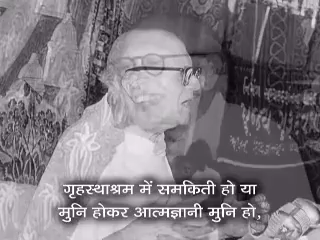 गृहस्थाश्रम में समकिती हो या
मुनि होकर आत्मज्ञानी मुनि हो,